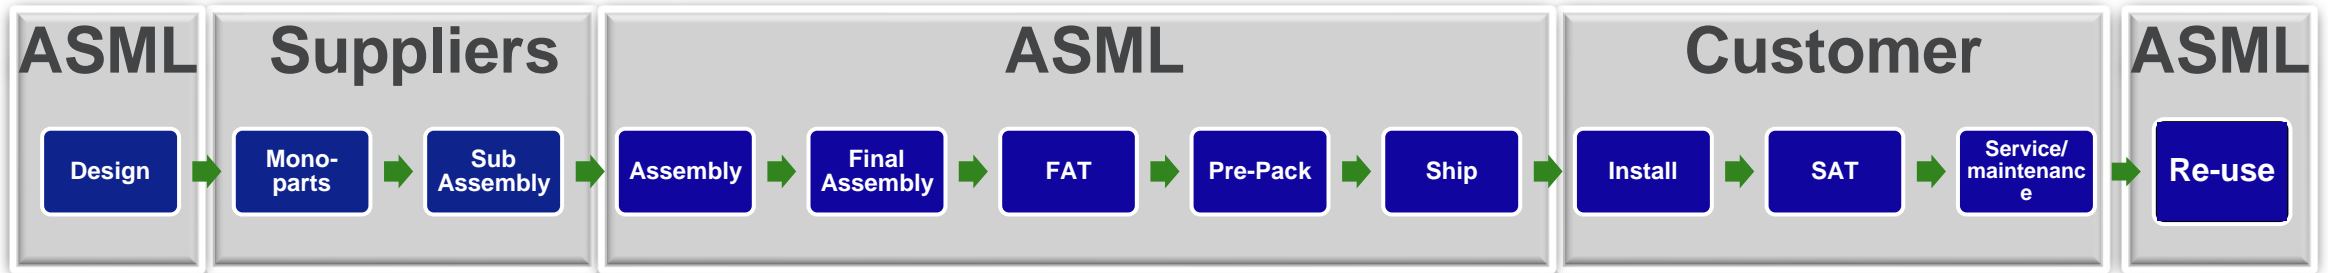 ASML
Suppliers
ASML
Customer
ASML
Design
Mono-
parts
Sub
Assembly
Assembly
Final
Assembly
FAT
Pre-Pack
Ship
Install
SAT
Service/
maintenanc
e
Re-use